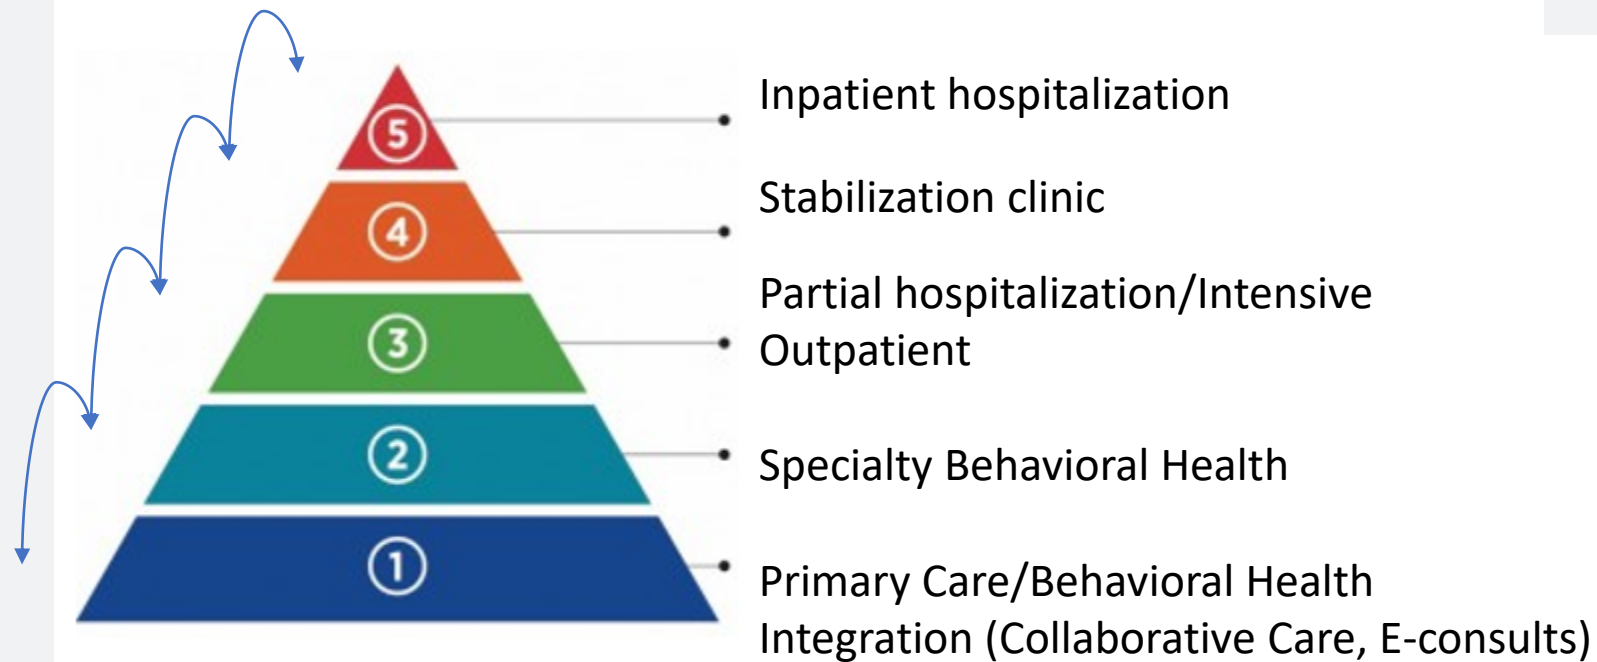 5
Inpatient hospitalization
4
Stabilization clinic
3
Partial hospitalization/Intensive
Outpatient
2
Specialty Behavioral Health
1
Primary Care/Behavioral Health
Integration (Collaborative Care, E-consults)